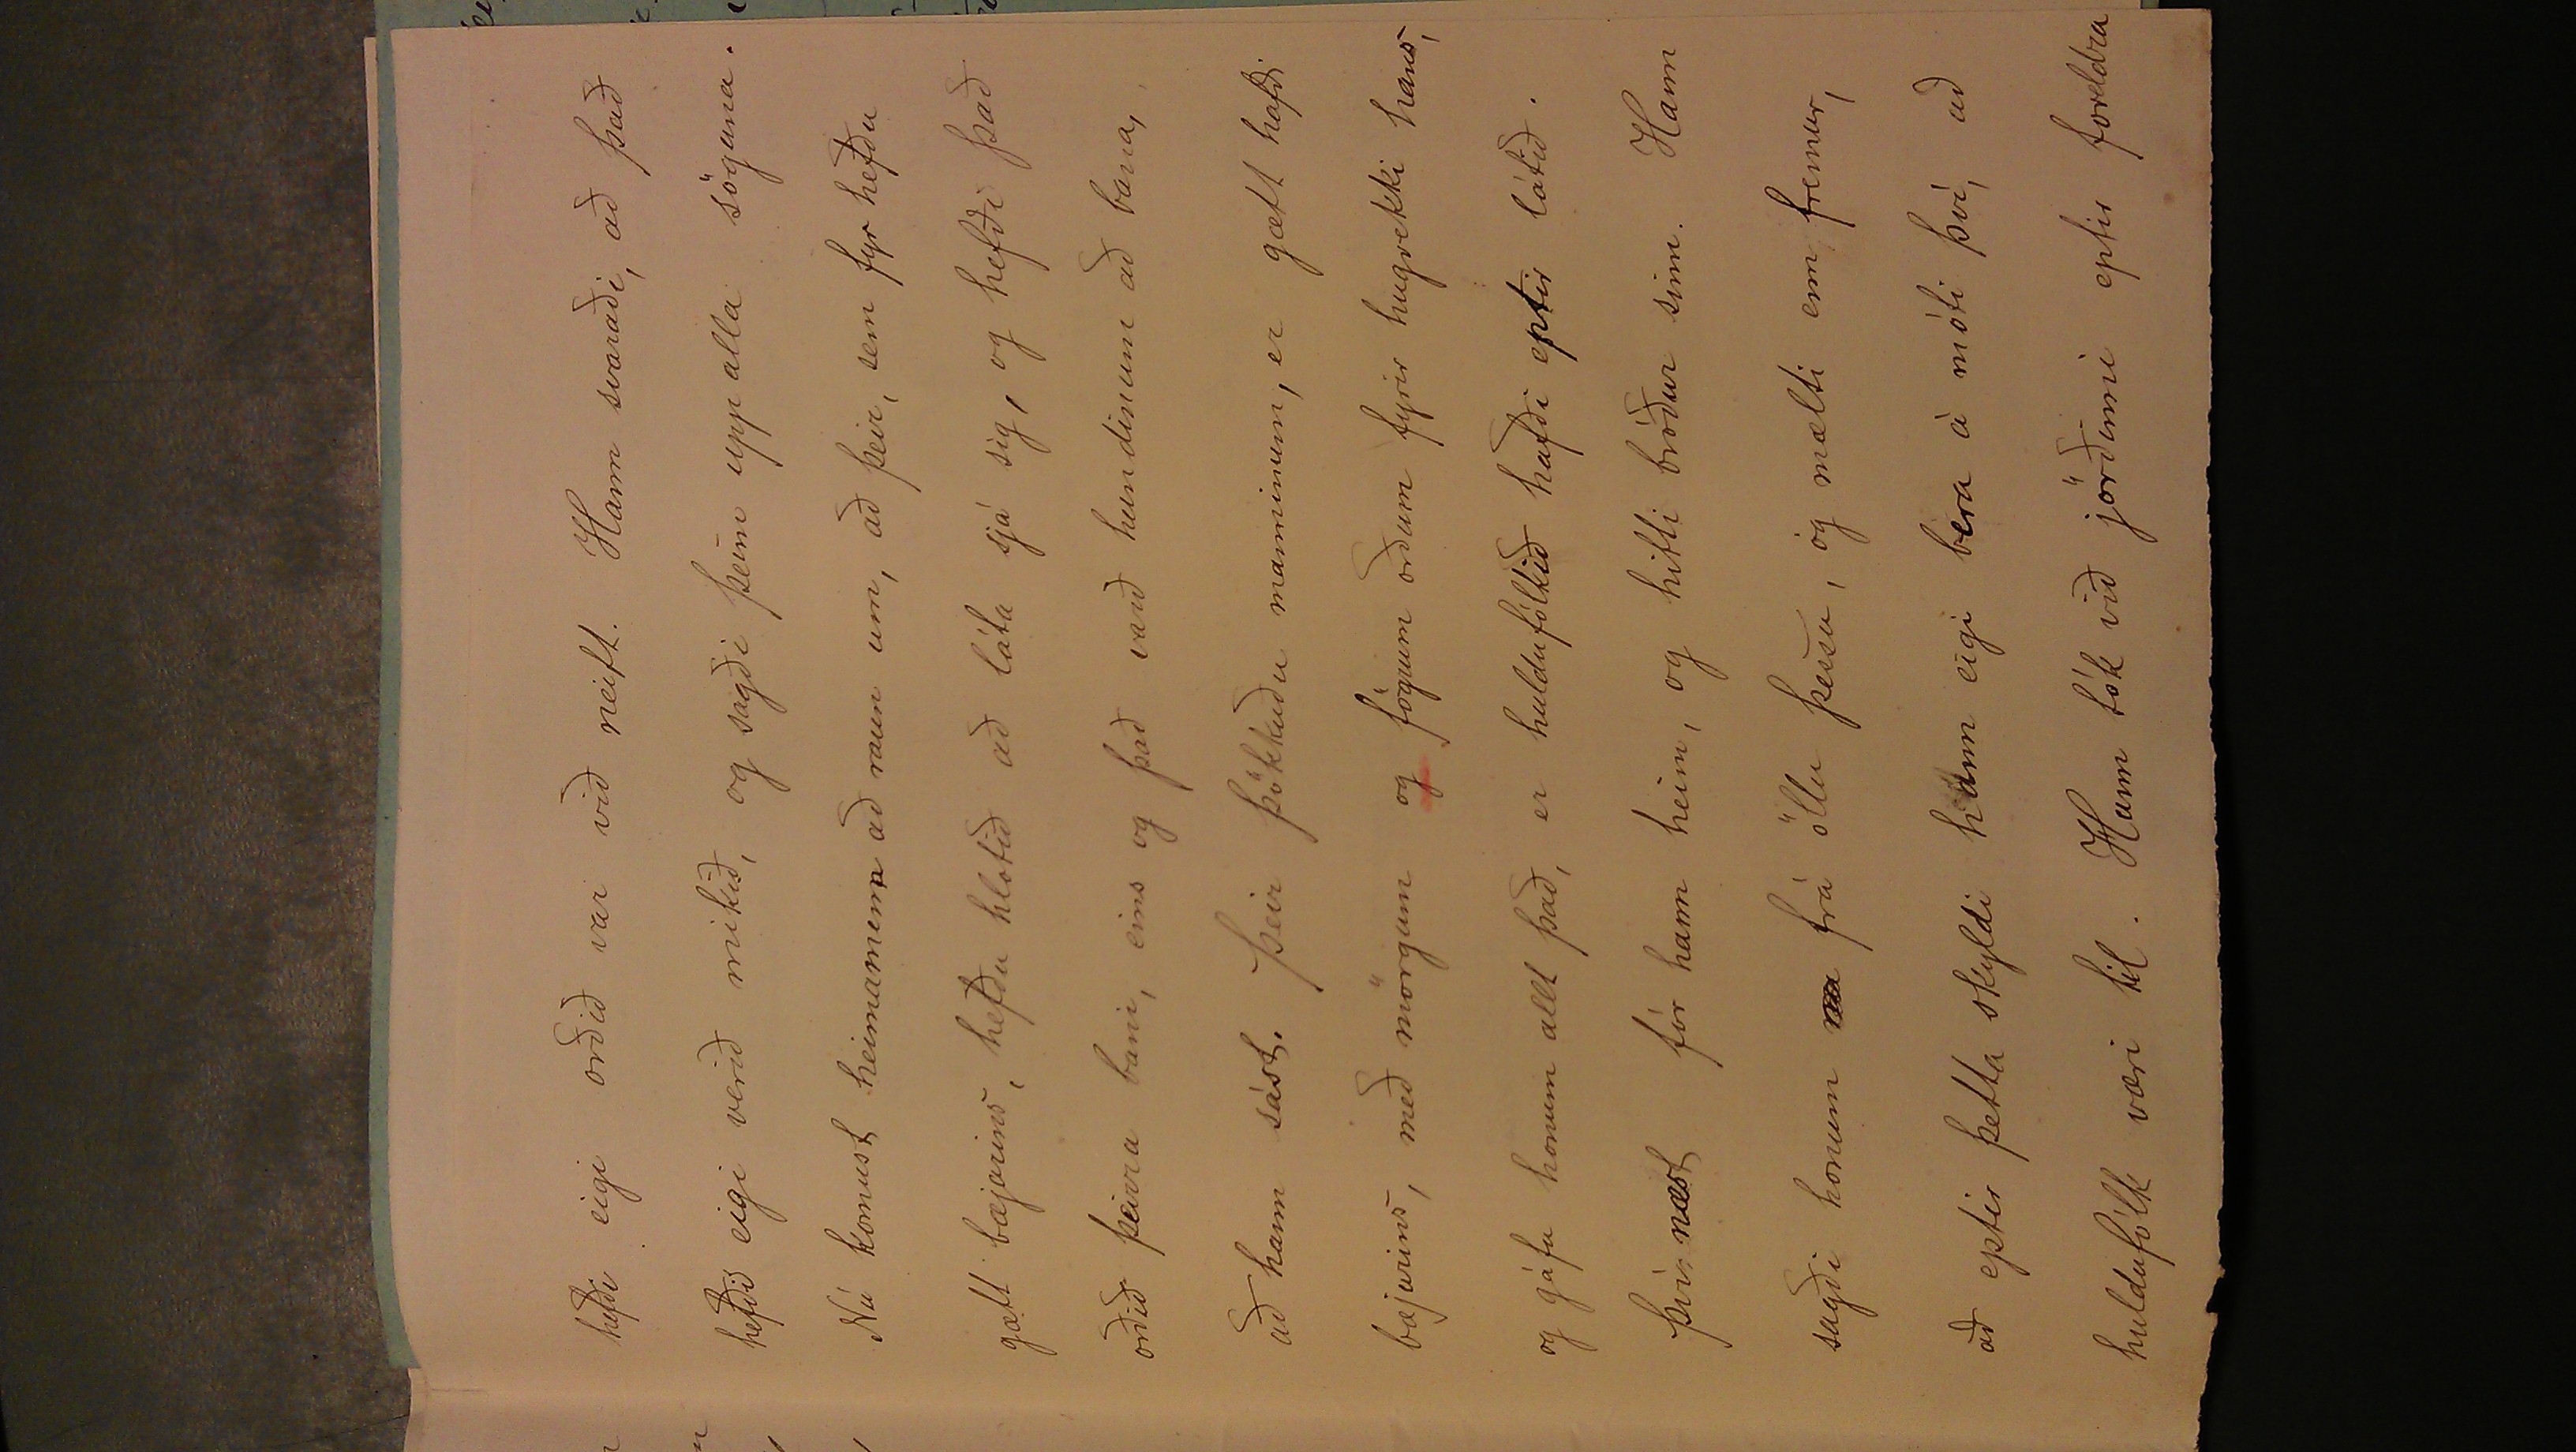 hefði eigi orðið var við neitt. Hann svaraði, að það
hefði eigi verið mikið, og sagði þeim upp alla söguna.
Nú komust heimamenn að raun um, að þeir, sem fyr hefðu
gætt bæjarins, hefðu hlotið að láta sjá sig, og hefði það
orðið þeirra bani, eins og það varð hundinum að bana,
að hann sást. Þeir þökkuðu manninum, er gætt hafði
bæjarins, með mörgum og fögrum orðum fyrir hugrekki hans,
og gáfu honum allt það, er huldufólkið hafði eptir látið.
Því næst fór hann heim, og hitti bróður sinn. Hann
sagði honum frá öllu þessu, og mælti enn fremur,
að eptir þetta skyldi hann eigi bera á móti því, að
huldufólk væri til. Hann tók við jörðinni eptir foreldra